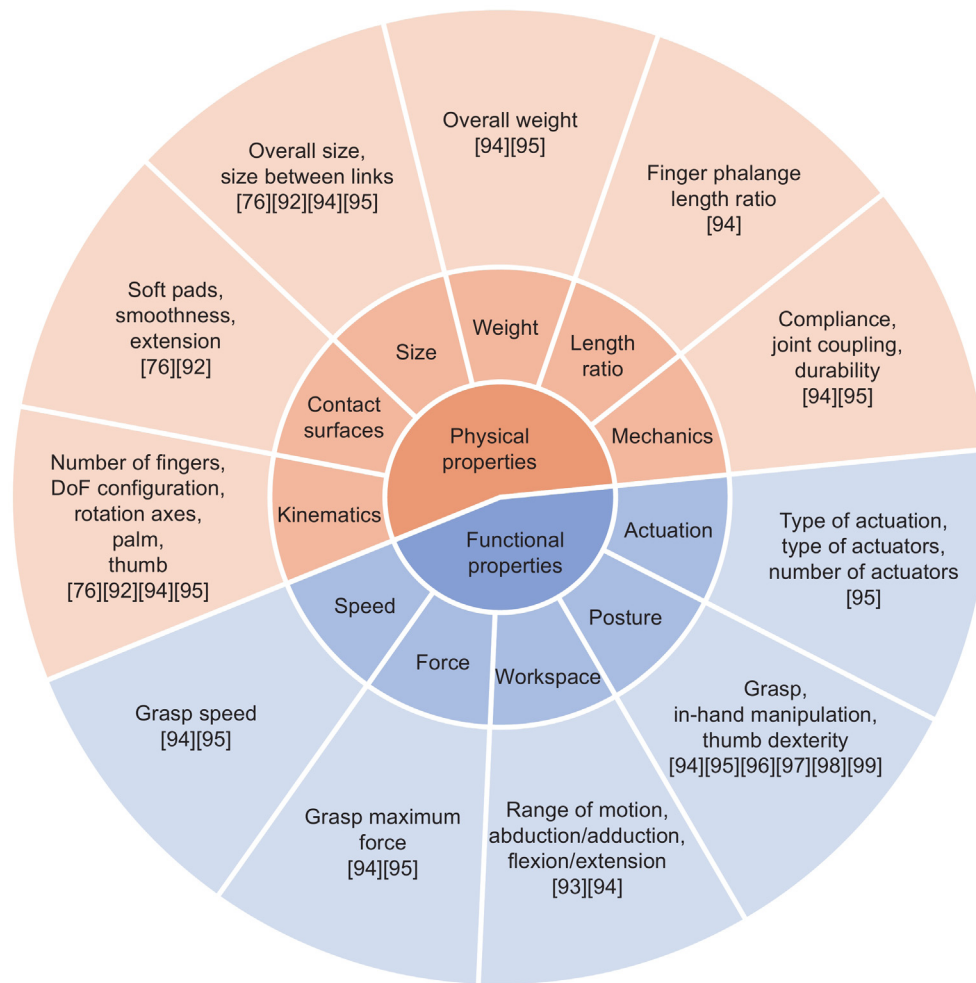 Physical
properties
Functional
properties
Kinematics
Contact
surfaces
Size
Weight
Length
ratio
Mechanics
Actuation
Posture
Workspace
Force
Speed
Number of fingers,
DoF configuration,
rotation axes,
palm,
thumb
[76][92][94][95]
Soft pads,
smoothness,
extension
[76][92]
Overall size,
size between links
[76][92][94][95]
Overall weight
[94][95]
Finger phalange
length ratio
[94]
Compliance,
joint coupling,
durability
[94][95]
Type of actuation,
type of actuators,
number of actuators
[95]
Grasp,
in-hand manipulation,
thumb dexterity
[94][95][96][97][98][99]
Range of motion,
abduction/adduction,
flexion/extension
[93][94]
Grasp maximum
force
[94][95]
Grasp speed
[94][95]